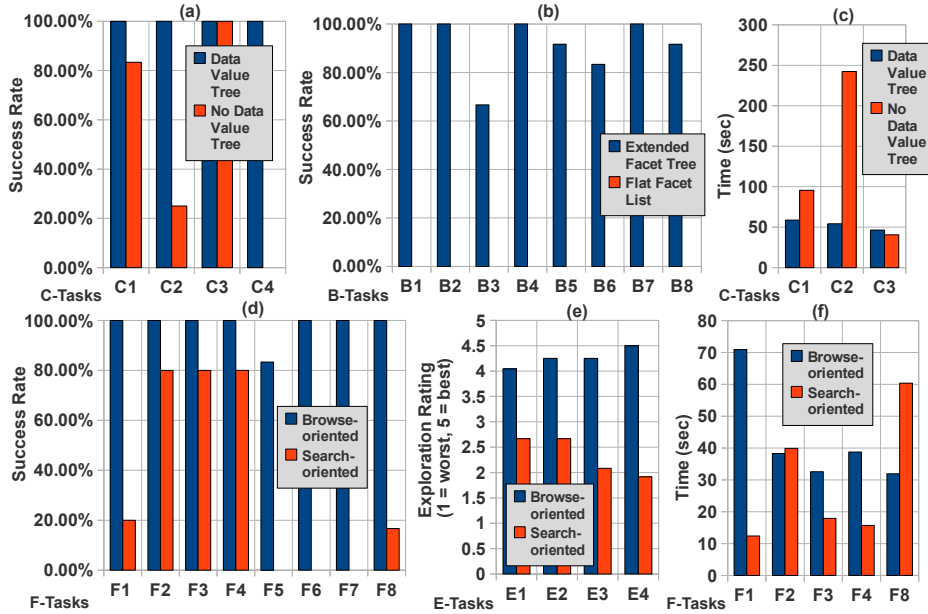 (a)
100.00%
80.00%
60.00%
40.00%
20.00%
0.00%
Success Rate
Data
Value
Tree
No Data
Value
Tree
C-Tasks
C1 C2 C3 C4
(b)
100.00%
80.00%
60.00%
40.00%
20.00%
0.00%
Success Rate
Extended
Facet Tree
Flat Facet
List
B-Tasks
B1 B2 B3 B4 B5 B6 B7 B8
(c)
300
250
200
150
100
50
0
Time (sec)
Data
Value
Tree
No
Data
Value
Tree
C-Tasks
C1 C2 C3
(d)
100.00%
80.00%
60.00%
40.00%
20.00%
0.00%
Success Rate
Browse-
oriented
Search-
oriented
F-Tasks
F1 F2 F3 F4 F5 F6 F7 F8
(e)
5
4.5
4
3.5
3
2.5
2
1.5
1
0.5
0
Exploration Rating
(1 = worst, 5 = best)
Browse-
oriented
Search-
oriented
E-Tasks
E1 E2 E3 E4
(f)
80
70
60
50
40
30
20
10
0
Time (sec)
Browse-
oriented
Search-
oriented
F-Tasks
F1 F2 F3 F4 F8